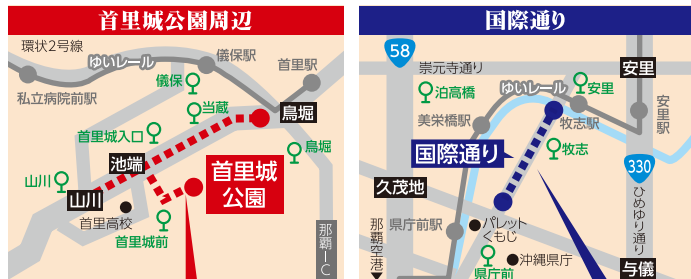 首里城公園周辺
環状2号線
ゆいレール
儀保駅
首里駅
私立病院前駅
儀保
当蔵
鳥堀
首里城入口
鳥堀
池端
首里城
公園
山川
山川
首里高校
首里城前
那覇IC
国際通り
58
崇元寺通り
安里
ゆいレール
安里
泊高橋
安里駅
美栄橋駅
牧志駅
国際通り
牧志
330
久茂地
ひめゆり通り
県庁前駅
パレット
くもじ
那覇空港
沖縄県庁
県庁前
与儀